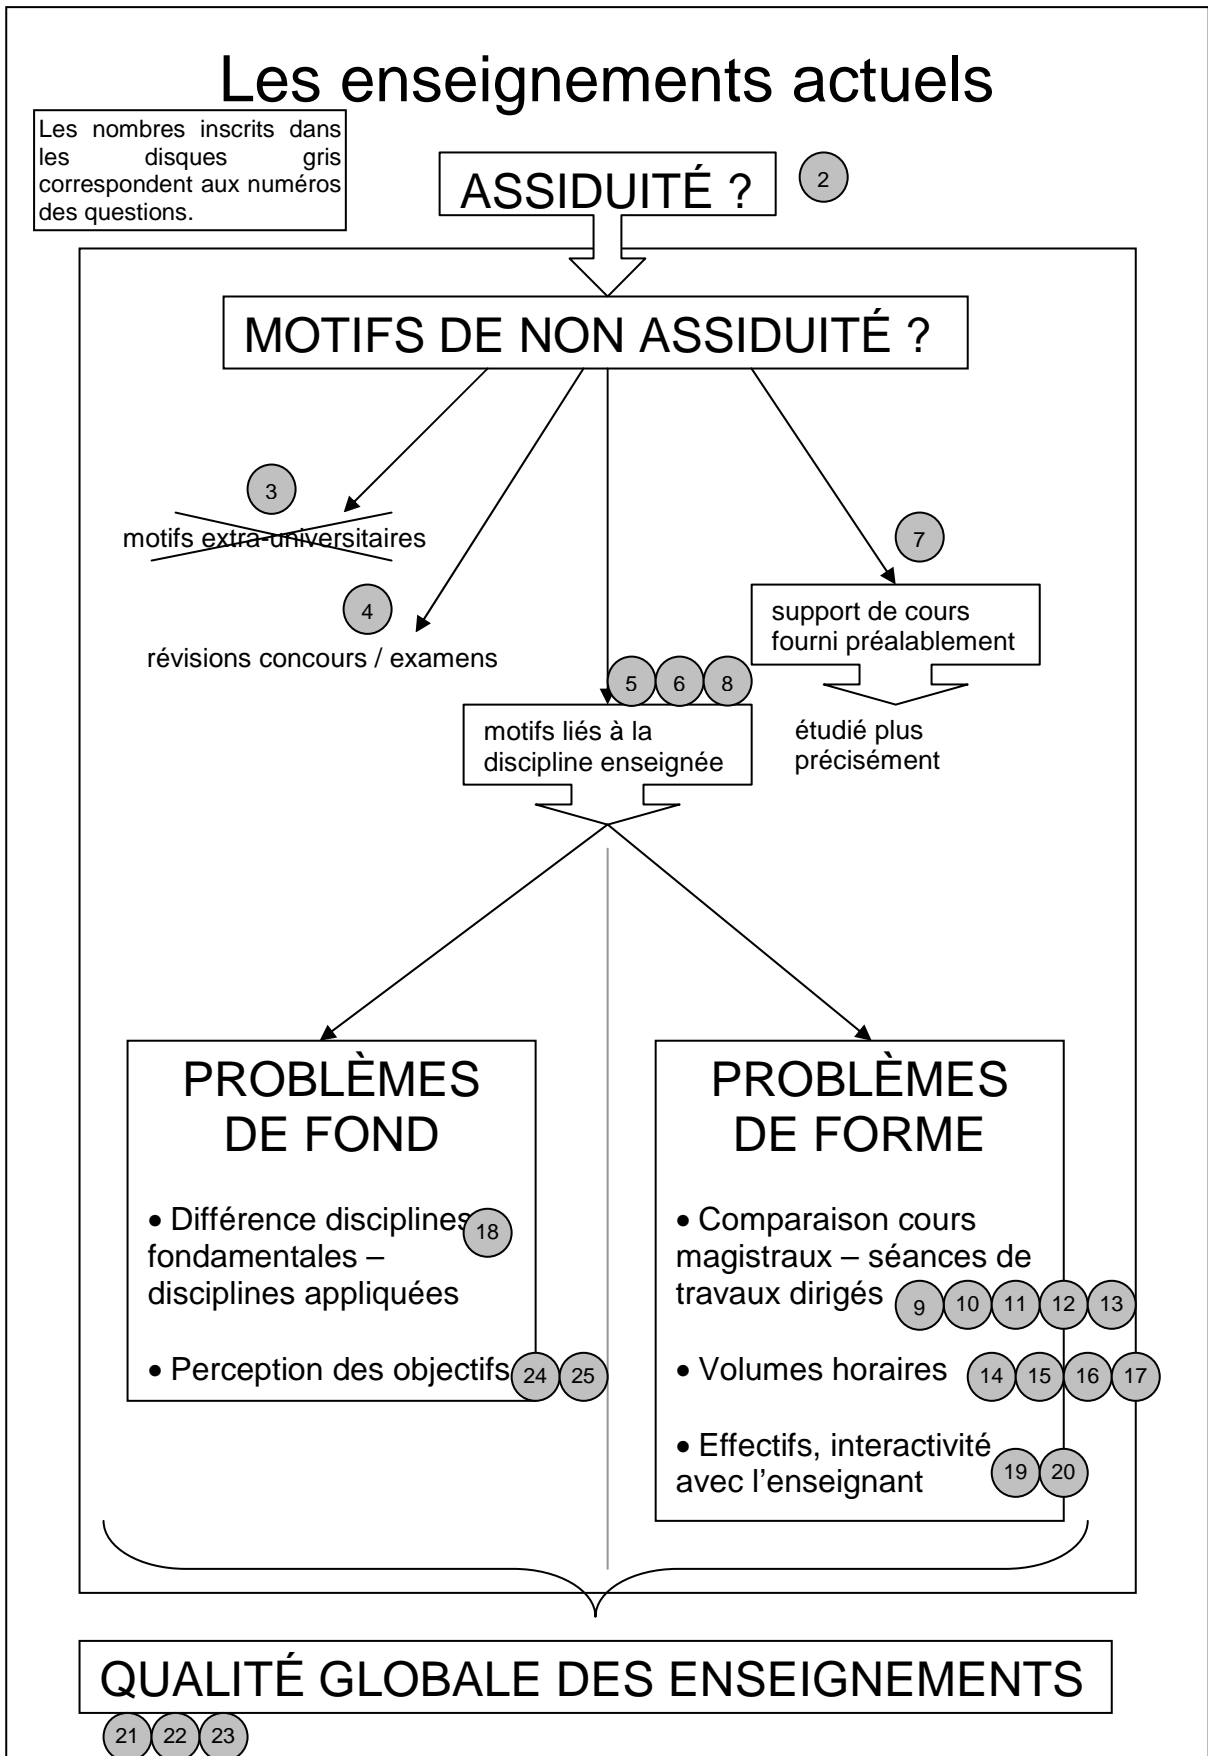 Les enseignements actuels
Les nombres inscrits dans
les disques gris
correspondent aux numéros
des questions.
ASSIDUITÉ ?
2
MOTIFS DE NON ASSIDUITÉ ?
3
motifs extra-universitaires
4
révisions concours / examens
7
support de cours
fourni préalablement
étudié plus
précisément
5 6 8
motifs liés à la
discipline enseignée
PROBLÈMES
DE FOND
• Différence disciplines
fondamentales –
disciplines appliquées
18
• Perception des objectifs
24 25
PROBLÈMES
DE FORME
• Comparaison cours
magistraux – séances de
travaux dirigés
9 10 11 12 13
• Volumes horaires
14 15 16 17
• Effectifs, interactivité
avec l'enseignant
19 20
QUALITÉ GLOBALE DES ENSEIGNEMENTS
21 22 23